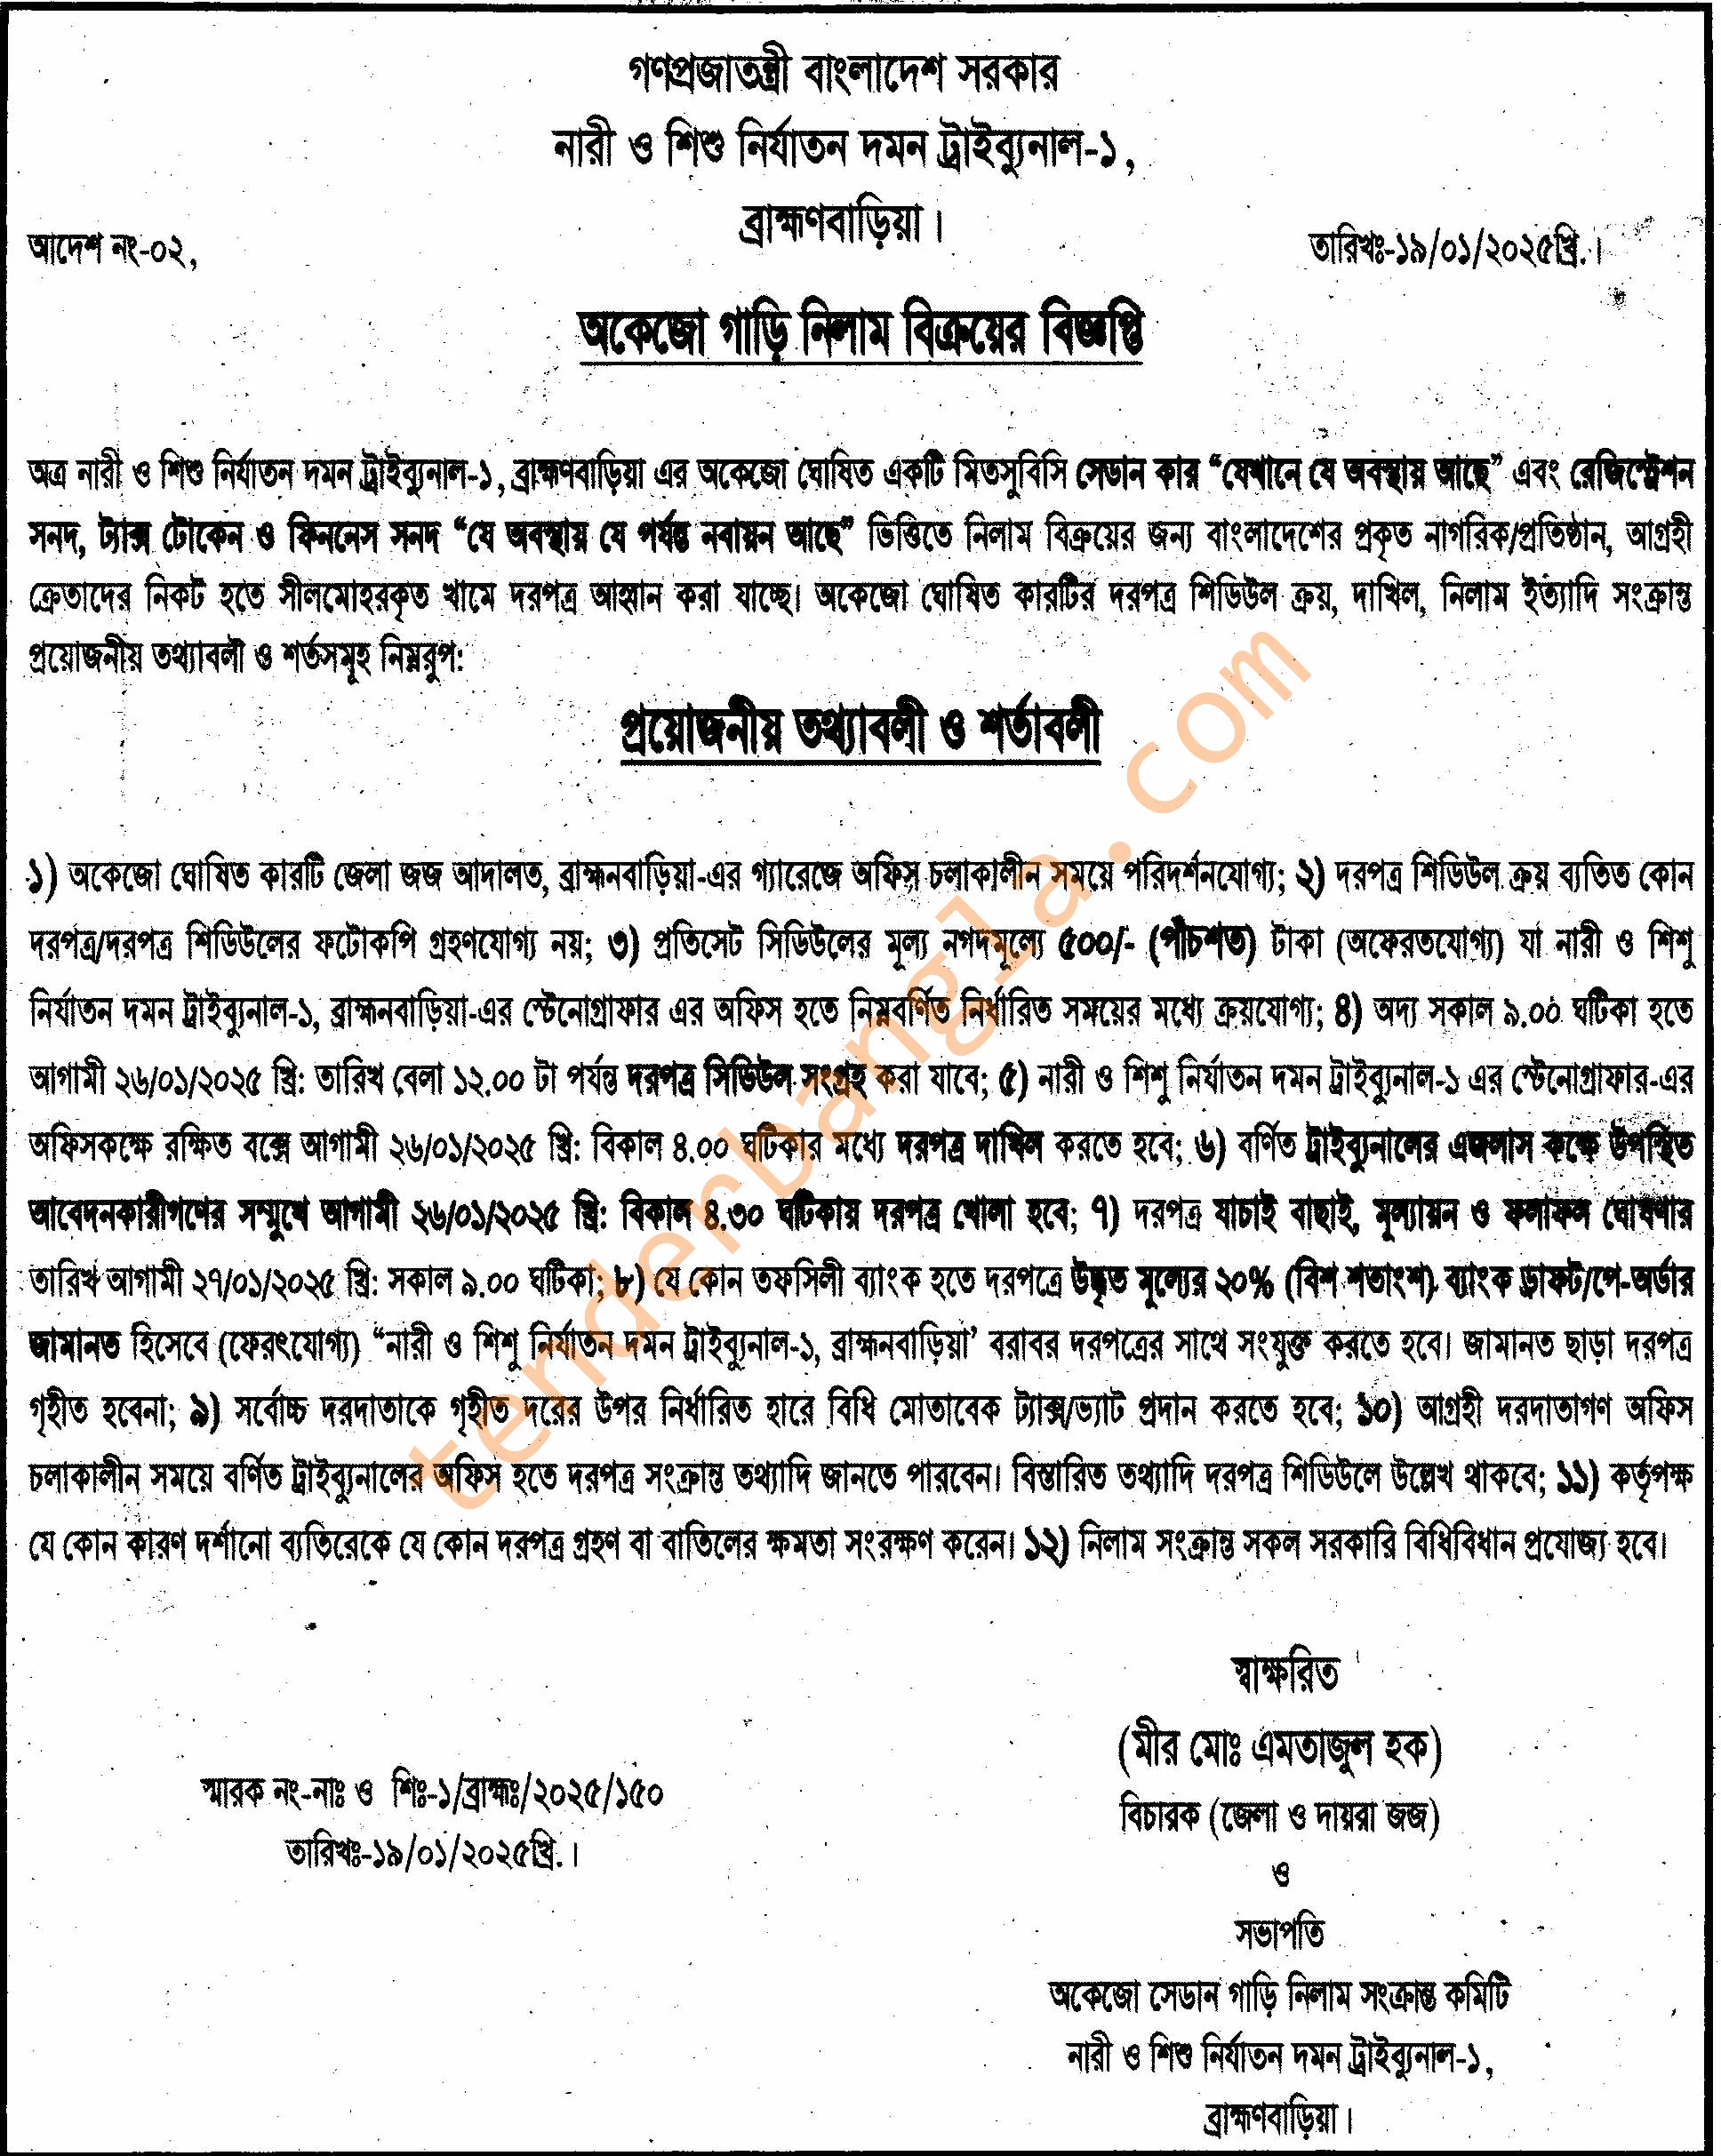 গণপ্রজাতন্ত্রী বাংলাদেশ সরকার
নারী ও শিশু নির্যাতন দমন ট্রাইব্যুনাল-১,
ব্রাহ্মণবাড়িয়া।
আদেশ নং-০২,
তারিখঃ-১৯/০১/২০২৫খ্রি.।
অকেজো গাড়ি নিলাম বিক্রয়ের বিজ্ঞপ্তি
অত্র নারী ও শিশু নির্যাতন দমন ট্রাইব্যুনাল-১, ব্রাহ্মণবাড়িয়া এর অকেজো ঘোষিত একটি মিতসুবিসি সেডান কার “যেখানে যে অবস্থায় আছে” এবং রেজিস্ট্রেশন
সনদ, ট্যাক্স টোকেন ও ফিননেস সনদ “যে অবস্থায় যে পর্যন্ত নবায়ন আছে” ভিত্তিতে নিলাম বিক্রয়ের জন্য বাংলাদেশের প্রকৃত নাগরিক/প্রতিষ্ঠান, আগ্রহী
ক্রেতাদের নিকট হতে সীলমোহরকৃত খামে দরপত্র আহ্বান করা যাচ্ছে। অকেজো ঘোষিত কারটির দরপত্র শিডিউল ক্রয়, দাখিল, নিলাম ইত্যাদি সংক্রান্ত
প্রয়োজনীয় তথ্যাবলী ও শর্তসমূহ নিম্নরুপ:
প্রয়োজনীয় তথ্যাবলী ও শর্তাবলী
১) অকেজো ঘোষিত কারটি জেলা জজ আদালত, ব্রাহ্মনবাড়িয়া-এর গ্যারেজে অফিস চলাকালীন সময়ে পরিদর্শনযোগ্য; ২) দরপত্র শিডিউল ক্রয় ব্যতিত কোন
দরপত্র/দরপত্র শিডিউলের ফটোকপি গ্রহণযোগ্য নয়; ৩) প্রতিসেট সিডিউলের মূল্য নগদমূল্যে ৫০০/- (পাঁচশত) টাকা (অফেরতযোগ্য) যা নারী ও শিশু
নির্যাতন দমন ট্রাইব্যুনাল-১, ব্রাহ্মনবাড়িয়া-এর স্টেনোগ্রাফার এর অফিস হতে নিম্নবর্ণিত নির্ধারিত সময়ের মধ্যে ক্রয়যোগ্য; ৪) অদ্য সকাল ৯.০০ ঘটিকা হতে
আগামী ২৬/০১/২০২৫ খ্রি: তারিখ বেলা ১২.০০ টা পর্যন্ত দরপত্র সিডিউল সংগ্রহ করা যাবে; ৫) নারী ও শিশু নির্যাতন দমন ট্রাইব্যুনাল-১ এর স্টেনোগ্রাফার-এর
অফিসকক্ষে রক্ষিত বক্সে আগামী ২৬/০১/২০২৫ খ্রি: বিকাল ৪.০০ ঘটিকার মধ্যে দরপত্র দাখিল করতে হবে; ৬) বর্ণিত ট্রাইব্যুনালের এজলাস কক্ষে উপস্থিত
আবেদনকারীগণের সম্মুখে আগামী ২৬/০১/২০২৫ খ্রি: বিকাল ৪.৩০ ঘটিকায় দরপত্র খোলা হবে; ৭) দরপত্র যাচাই বাছাই, মূল্যায়ন ও ফলাফল ঘোষণার
তারিখ আগামী ২৭/০১/২০২৫ খ্রি: সকাল ৯.০০ ঘটিকা; ৮) যে কোন তফসিলী ব্যাংক হতে দরপত্রে উদ্ধৃত মূল্যের ২০% (বিশ শতাংশ) ব্যাংক ড্রাফট/পে-অর্ডার
জামানত হিসেবে (ফেরৎযোগ্য) “নারী ও শিশু নির্যাতন দমন ট্রাইব্যুনাল-১, ব্রাহ্মনবাড়িয়া’ বরাবর দরপত্রের সাথে সংযুক্ত করতে হবে। জামানত ছাড়া দরপত্র
গৃহীত হবেনা; ৯) সর্বোচ্চ দরদাতাকে গৃহীত দরের উপর নির্ধারিত হারে বিধি মোতাবেক ট্যাক্স/ভ্যাট প্রদান করতে হবে; ১০) আগ্রহী দরদাতাগণ অফিস
চলাকালীন সময়ে বর্ণিত ট্রাইব্যুনালের অফিস হতে দরপত্র সংক্রান্ত তথ্যাদি জানতে পারবেন। বিস্তারিত তথ্যাদি দরপত্র শিডিউলে উল্লেখ থাকবে; ১১) কর্তৃপক্ষ
যে কোন কারণ দর্শানো ব্যতিরেকে যে কোন দরপত্র গ্রহণ বা বাতিলের ক্ষমতা সংরক্ষণ করেন। ১২) নিলাম সংক্রান্ত সকল সরকারি বিধিবিধান প্রযোজ্য হবে।
স্বাক্ষরিত
(মীর মোঃ এমতাজুল হক)
বিচারক (জেলা ও দায়রা জজ)
ও
সভাপতি
অকেজো সেডান গাড়ি নিলাম সংক্রান্ত কমিটি
নারী ও শিশু নির্যাতন দমন ট্রাইব্যুনাল-১,
ব্রাহ্মণবাড়িয়া।
স্মারক নং-নাঃ ও শিঃ-১/ব্রাহ্মঃ/২০২৫/১৫০
তারিখঃ-১৯/০১/২০২৫খ্রি.।
tenderbangla.com